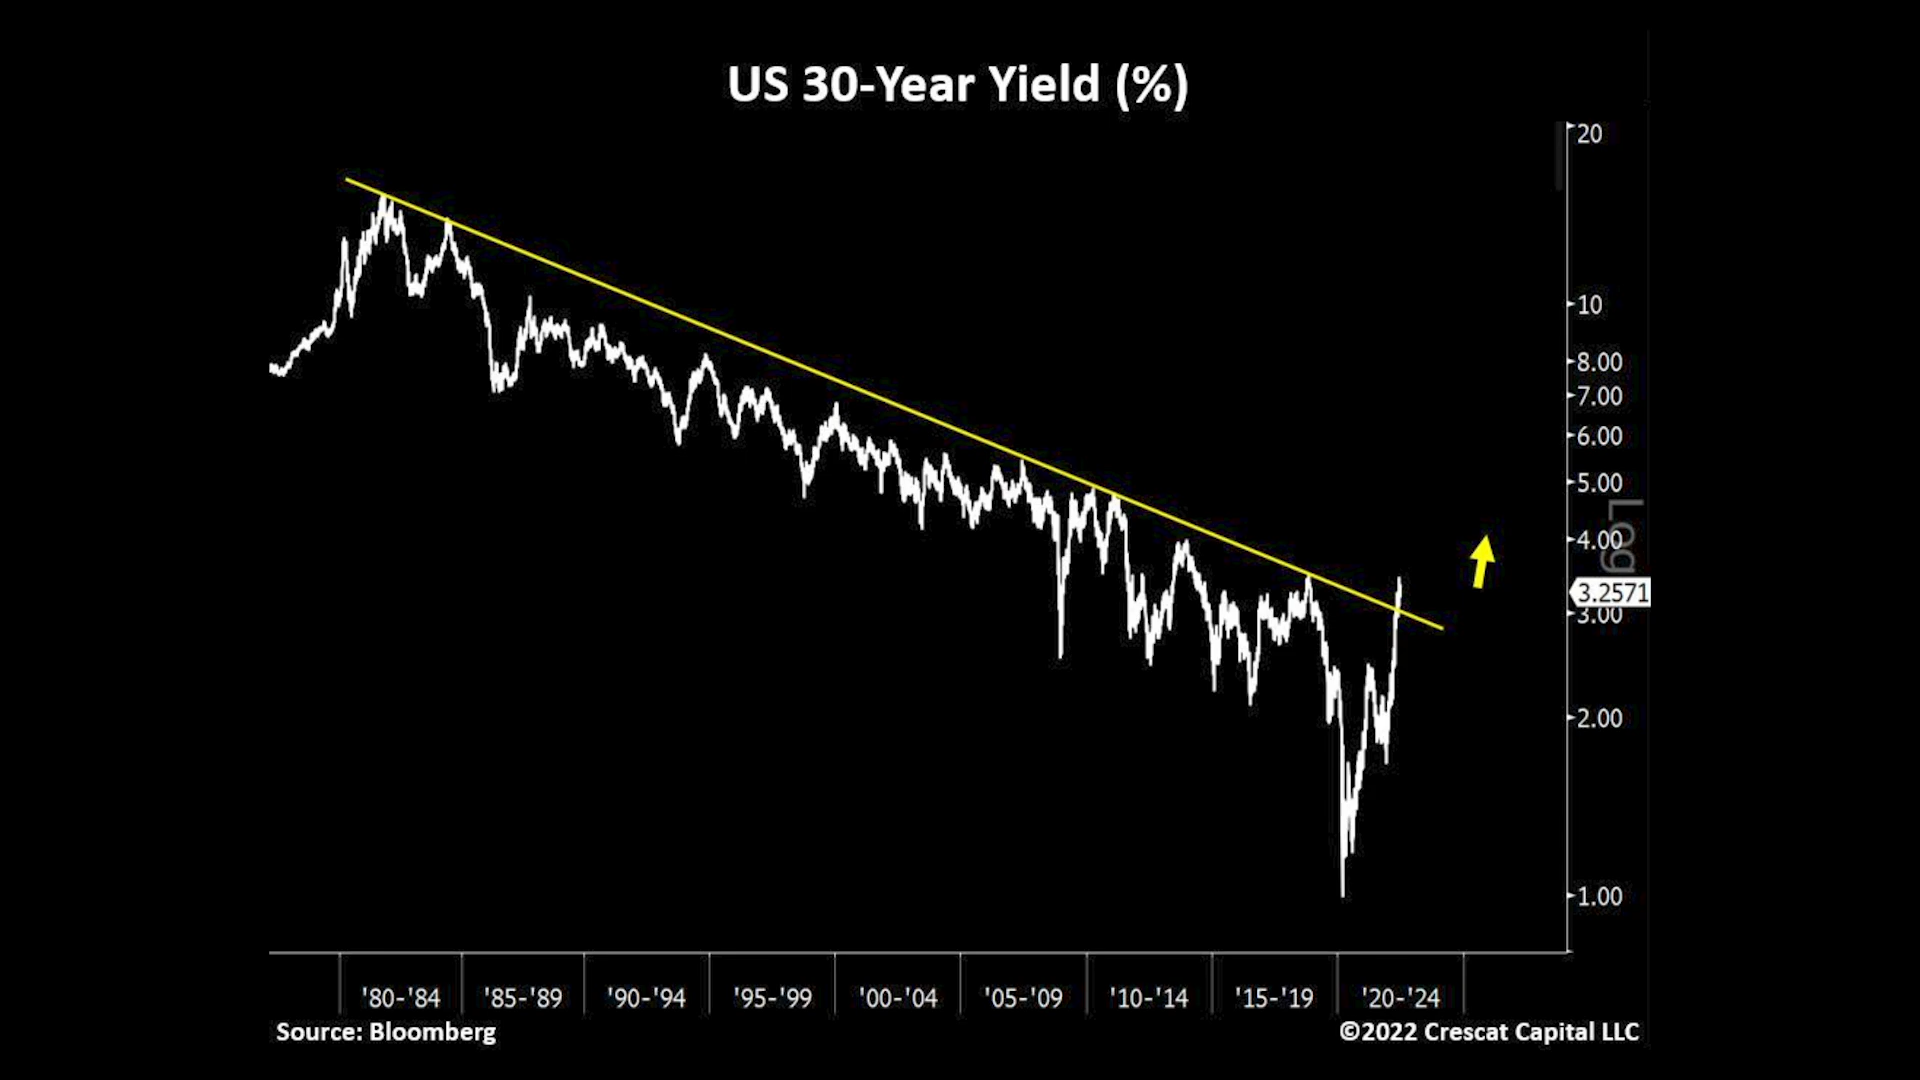 US 30-Year Yield (%)
20
10
8.00
7.00
6.00
5.00
Log
4.00
3.2571
3.00
2.00
1.00
'80-'84 '85-'89 '90-'94 '95-'99 '00-'04 '05-'09 '10-'14 '15-'19 '20-'24
Source: Bloomberg ©2022 Crescat Capital LLC